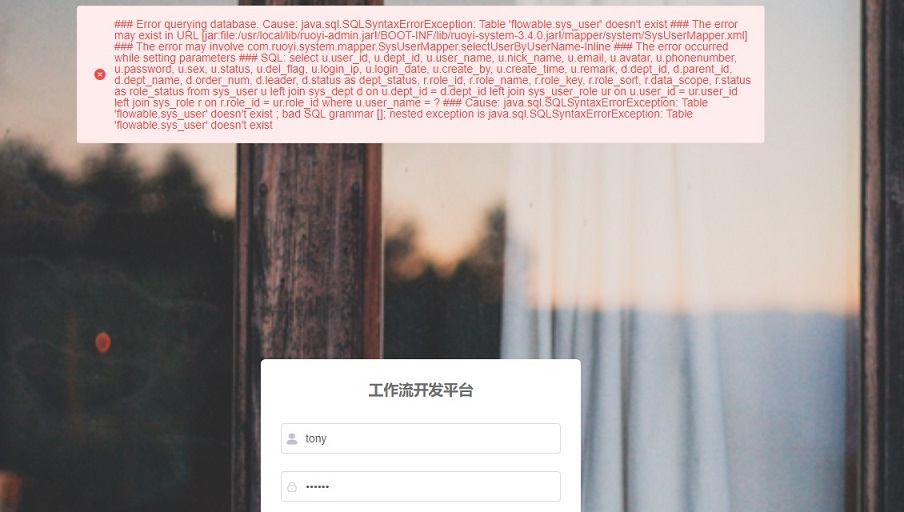 ### Error querying database. Cause: java.sql.SQLSyntaxErrorException: Table 'flowable.sys_user' doesn't exist ### The error
may exist in URL [jar:file:/usr/local/lib/ruoyi-admin.jar!/BOOT-INF/lib/ruoyi-system-3.4.0.jar!/mapper/system/SysUserMapper.xml]
### The error may involve com.ruoyi.system.mapper.SysUserMapper.selectUserByUserName-Inline ### The error occurred
while setting parameters ### SQL: select u.user_id, u.dept_id, u.user_name, u.nick_name, u.email, u.avatar, u.phonenumber,
u.password, u.sex, u.status, u.del_flag, u.login_ip, u.login_date, u.create_by, u.create_time, u.remark, d.dept_id, d.parent_id,
d.dept_name, d.order_num, d.leader, d.status as dept_status, r.role_id, r.role_name, r.role_key, r.role_sort, r.data_scope, r.status
as role_status from sys_user u left join sys_dept d on u.dept_id = d.dept_id left join sys_user_role ur on u.user_id = ur.user_id
left join sys_role r on r.role_id = ur.role_id where u.user_name = ? ### Cause: java.sql.SQLSyntaxErrorException: Table
'flowable.sys_user' doesn't exist ; bad SQL grammar []; nested exception is java.sql.SQLSyntaxErrorException: Table
'flowable.sys_user' doesn't exist
工作流开发平台
tony
••••••